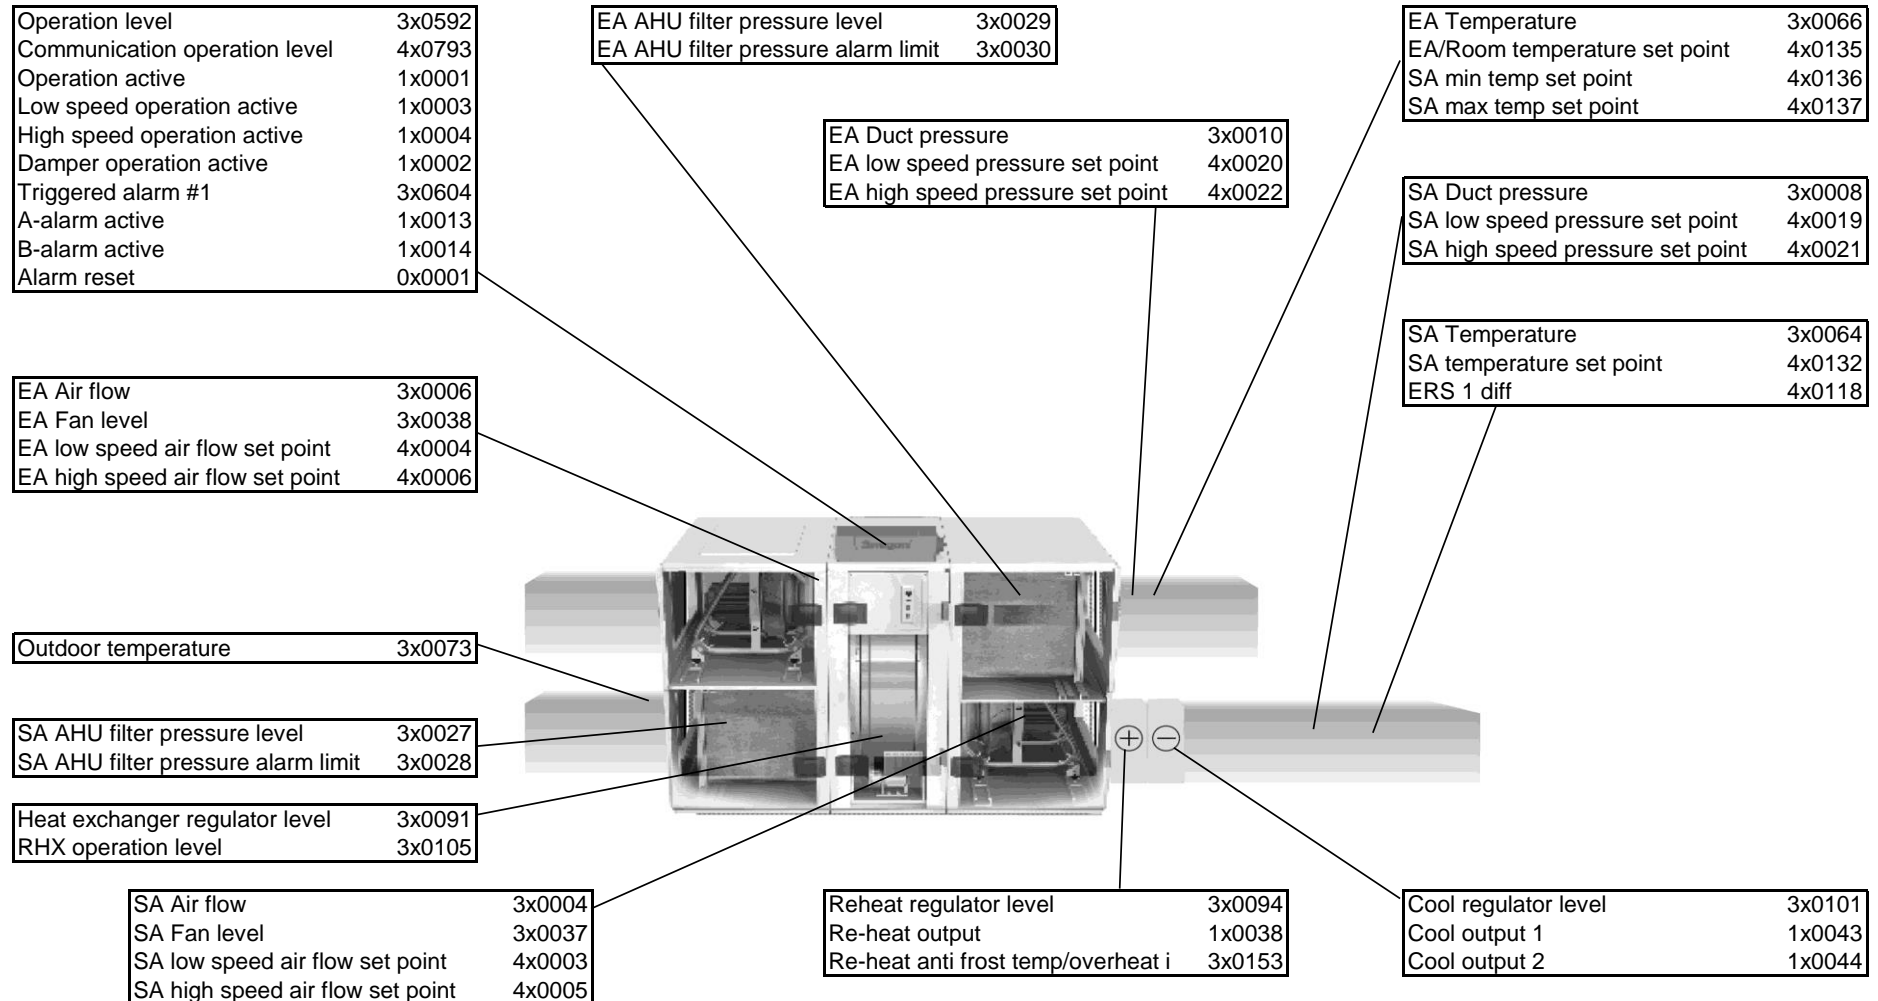 Operation level 3x0592
Communication operation level 4x0793
Operation active 1x0001
Low speed operation active 1x0003
High speed operation active 1x0004
Damper operation active 1x0002
Triggered alarm #1 3x0604
A-alarm active 1x0013
B-alarm active 1x0014
Alarm reset 0x0001
EA AHU filter pressure level 3x0029
EA AHU filter pressure alarm limit 3x0030
EA Duct pressure 3x0010
EA low speed pressure set point 4x0020
EA high speed pressure set point 4x0022
EA Temperature 3x0066
EA/Room temperature set point 4x0135
SA min temp set point 4x0136
SA max temp set point 4x0137
SA Duct pressure 3x0008
SA low speed pressure set point 4x0019
SA high speed pressure set point 4x0021
SA Temperature 3x0064
SA temperature set point 4x0132
ERS 1 diff 4x0118
EA Air flow 3x0006
EA Fan level 3x0038
EA low speed air flow set point 4x0004
EA high speed air flow set point 4x0006
Outdoor temperature 3x0073
SA AHU filter pressure level 3x0027
SA AHU filter pressure alarm limit 3x0028
Heat exchanger regulator level 3x0091
RHX operation level 3x0105
SA Air flow 3x0004
SA Fan level 3x0037
SA low speed air flow set point 4x0003
SA high speed air flow set point 4x0005
Reheat regulator level 3x0094
Re-heat output 1x0038
Re-heat anti frost temp/overheat i 3x0153
Cool regulator level 3x0101
Cool output 1 1x0043
Cool output 2 1x0044